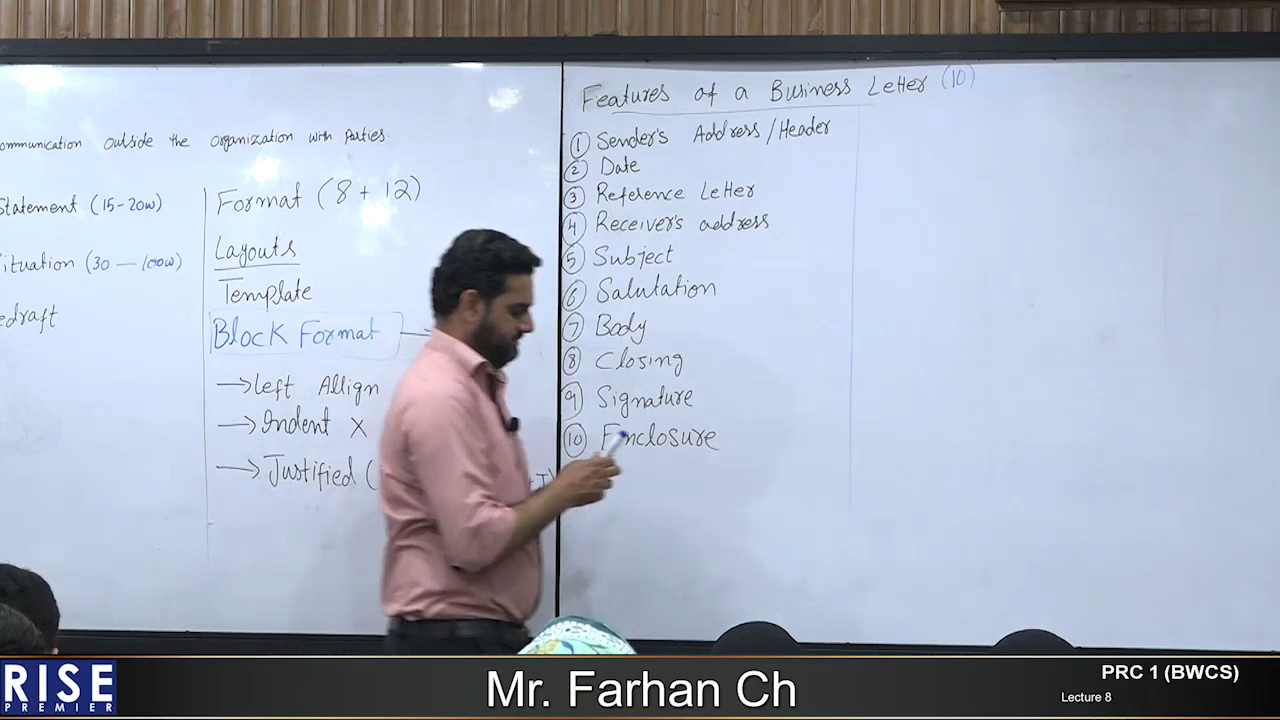 ommunication outside the organization with parties.
Statement (15-20w)
ituation (30 — 100w)
edraft
Format (8 + 12)
Layouts
Template
Block Format
→ Left Allign
→ Indent X
→ Justified (
+J)
Features of a Business Letter (10)
① Sender's Address / Header
② Date
③ Reference Letter
④ Receiver's address
⑤ Subject
⑥ Salutation
⑦ Body
⑧ Closing
⑨ Signature
⑩ Enclosure
RISE
PREMIER
Mr. Farhan Ch
PRC 1 (BWCS)
Lecture 8